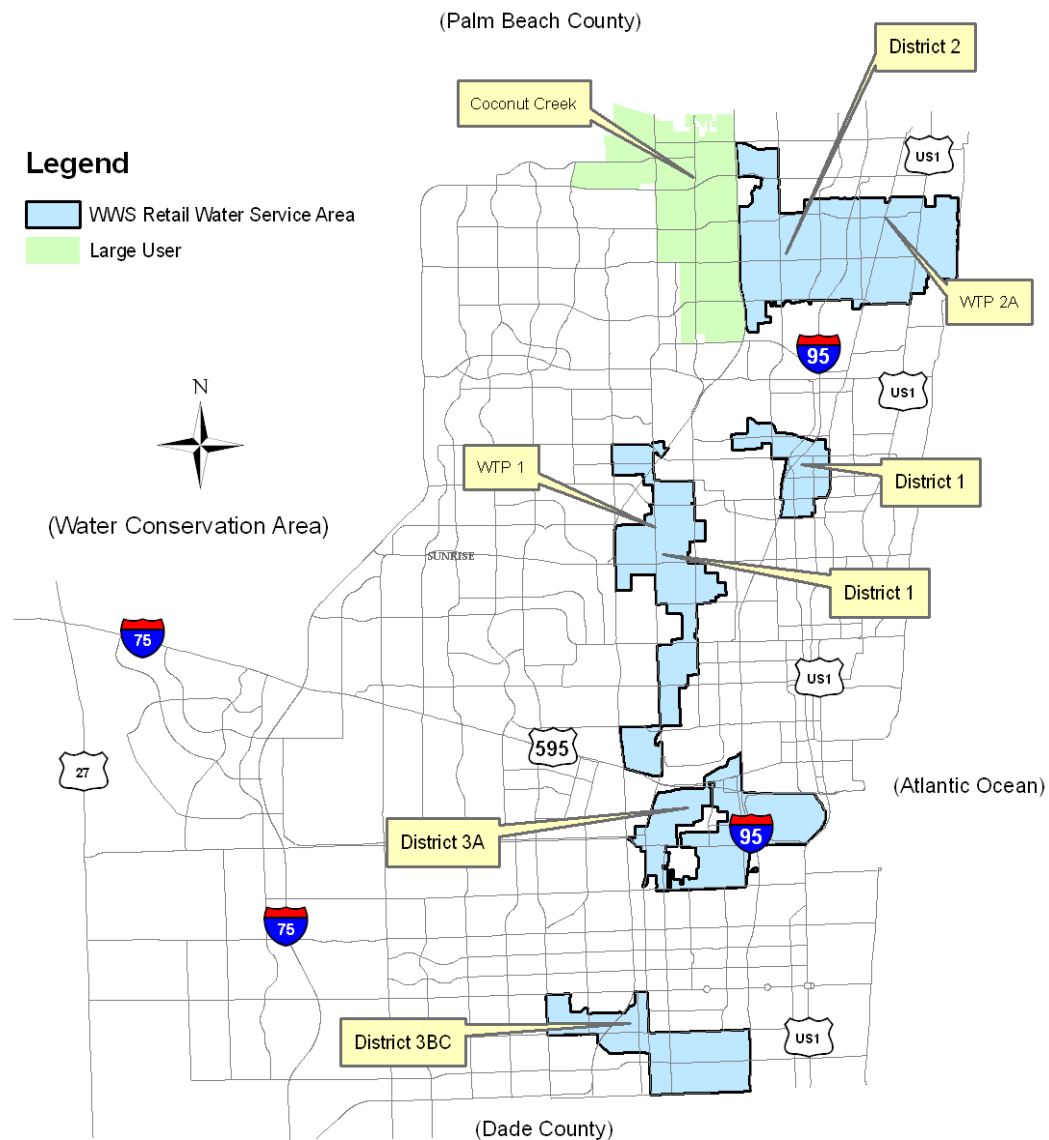 (Palm Beach County)
District 2
Coconut Creek
US1
Legend
WWS Retail Water Service Area
Large User
WTP 2A
95
US1
N
WTP 1
District 1
(Water Conservation Area)
SUNRISE
District 1
75
US1
595
27
(Atlantic Ocean)
District 3A
95
75
District 3BC
US1
(Dade County)